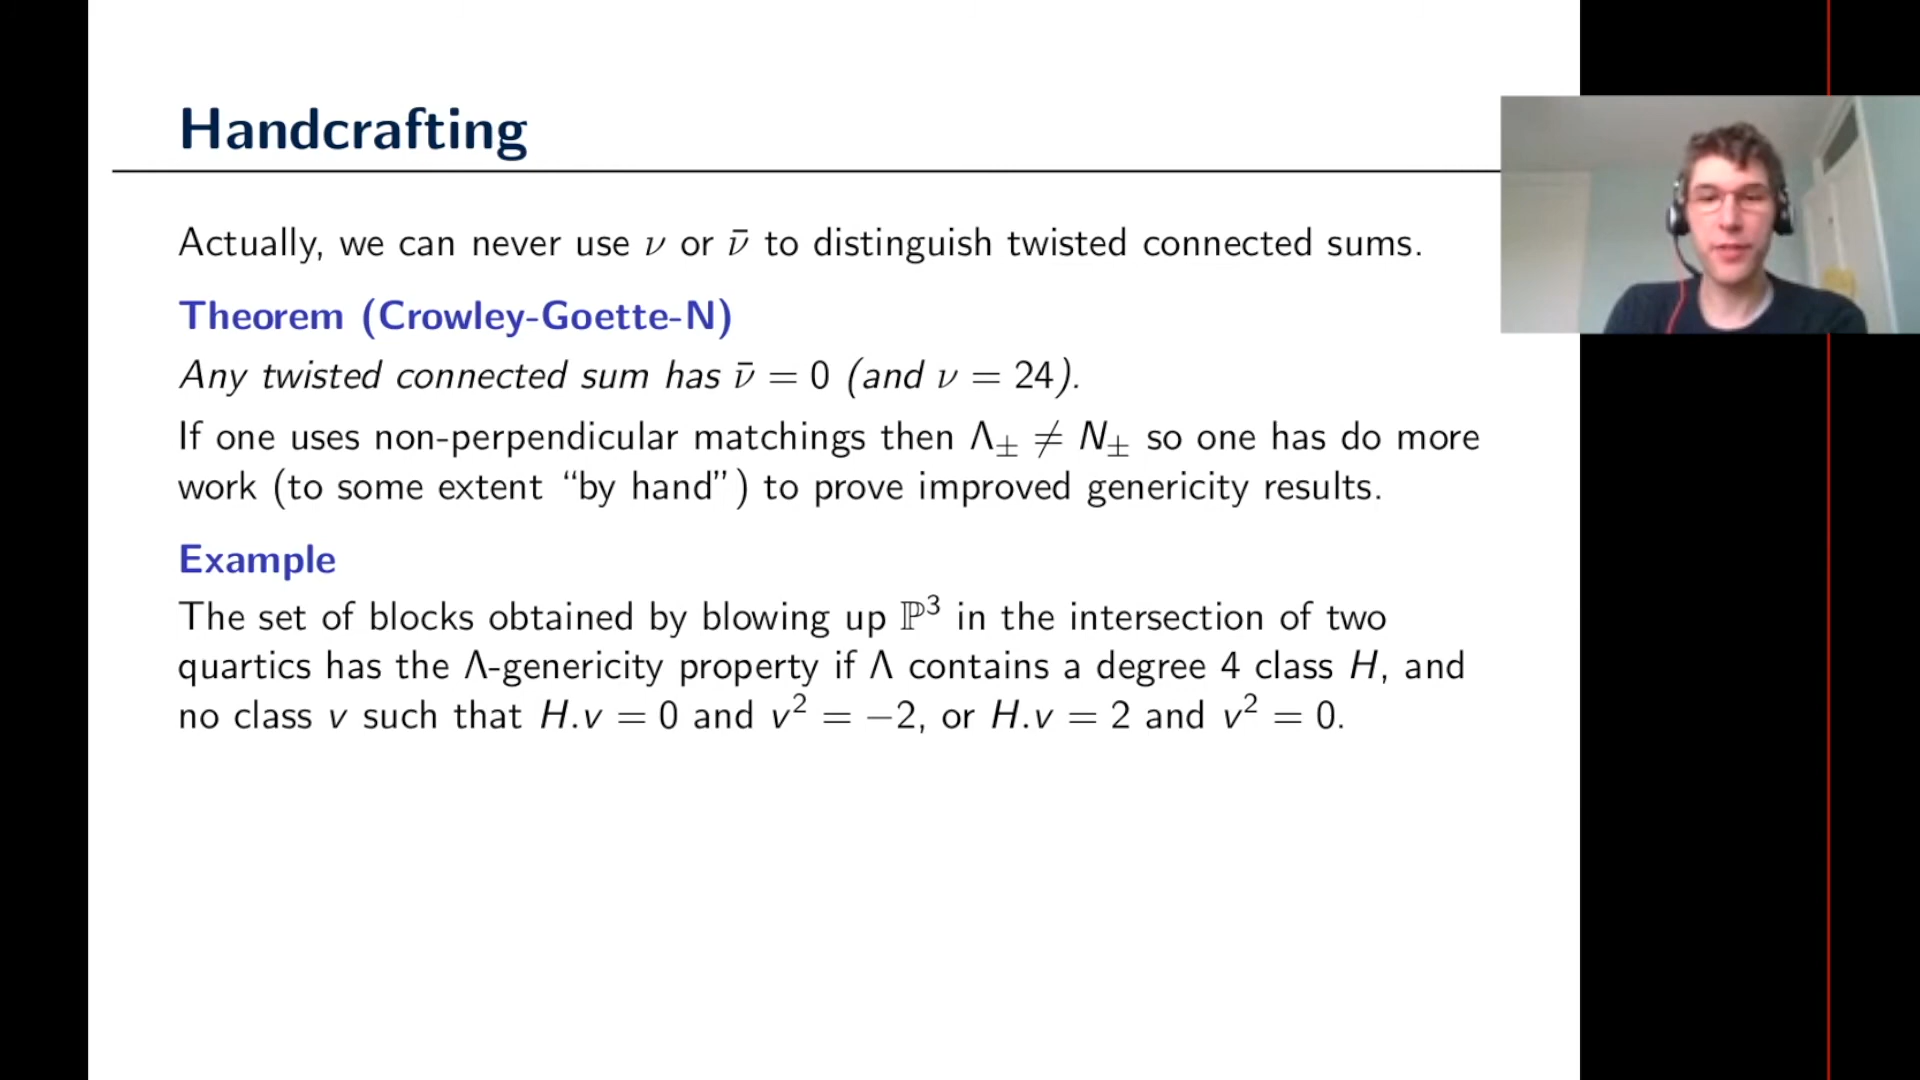 Handcrafting
Actually, we can never use ν or ν̄ to distinguish twisted connected sums.
Theorem (Crowley-Goette-N)
Any twisted connected sum has ν̄ = 0 (and ν = 24).
If one uses non-perpendicular matchings then Λ± ≠ N± so one has do more
work (to some extent “by hand”) to prove improved genericity results.
Example
The set of blocks obtained by blowing up ℙ³ in the intersection of two
quartics has the Λ-genericity property if Λ contains a degree 4 class H, and
no class v such that H.v = 0 and v² = −2, or H.v = 2 and v² = 0.